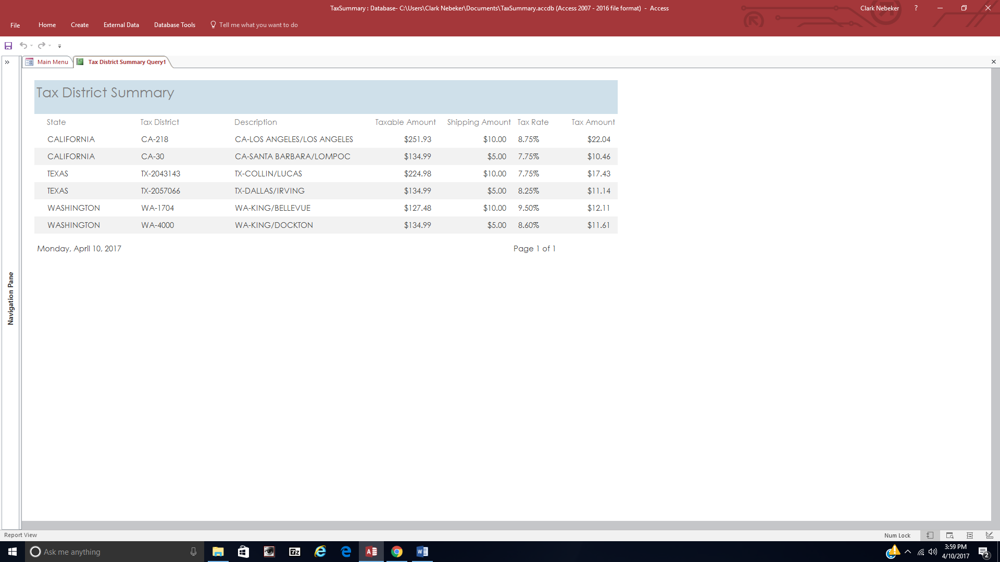 TaxSummary : Database- C:\Users\Clark Nebeker\Documents\TaxSummary.accdb (Access 2007 - 2016 file format) - Access Clark Nebeker ?
File Home Create External Data Database Tools Tell me what you want to do
Main Menu Tax District Summary Query1
Navigation Pane
Tax District Summary
State Tax District Description Taxable Amount Shipping Amount Tax Rate Tax Amount
CALIFORNIA CA-218 CA-LOS ANGELES/LOS ANGELES $251.93 $10.00 8.75% $22.04
CALIFORNIA CA-30 CA-SANTA BARBARA/LOMPOC $134.99 $5.00 7.75% $10.46
TEXAS TX-2043143 TX-COLLIN/LUCAS $224.98 $10.00 7.75% $17.43
TEXAS TX-2057066 TX-DALLAS/IRVING $134.99 $5.00 8.25% $11.14
WASHINGTON WA-1704 WA-KING/BELLEVUE $127.48 $10.00 9.50% $12.11
WASHINGTON WA-4000 WA-KING/DOCKTON $134.99 $5.00 8.60% $11.61
Monday, April 10, 2017 Page 1 of 1
Report View Num Lock
Ask me anything 7z 3:59 PM
4/10/2017 2